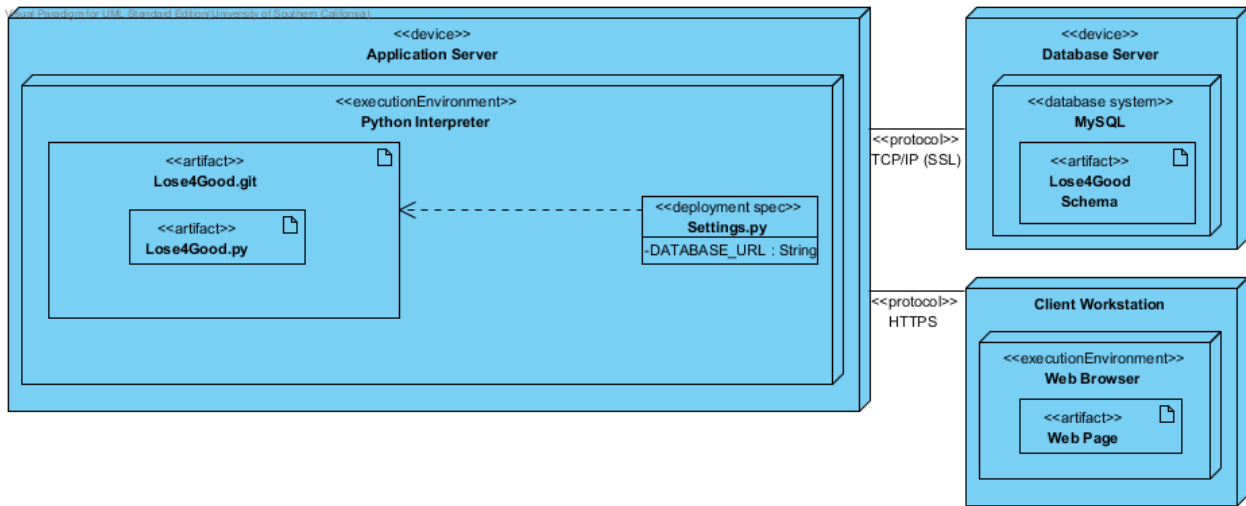 Visual Paradigm for UML Standard Edition(University of Southern California)
<<device>>
Application Server
<<executionEnvironment>>
Python Interpreter
<<artifact>>
Lose4Good.git
<<artifact>>
Lose4Good.py
<<deployment spec>>
Settings.py
-DATABASE_URL : String
<<protocol>>
TCP/IP (SSL)
<<protocol>>
HTTPS
<<device>>
Database Server
<<database system>>
MySQL
<<artifact>>
Lose4Good
Schema
Client Workstation
<<executionEnvironment>>
Web Browser
<<artifact>>
Web Page